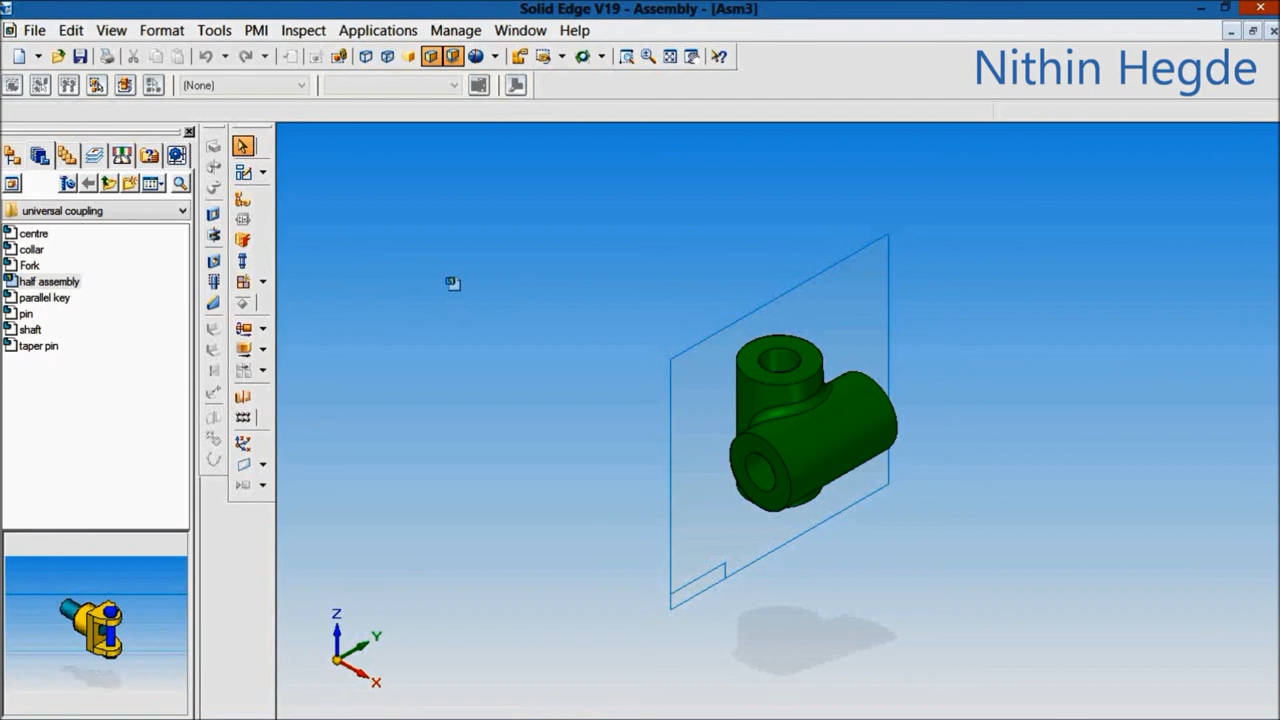 Solid Edge V19 - Assembly - [Asm3]
File Edit View Format Tools PMI Inspect Applications Manage Window Help
Nithin Hegde
(None)
universal coupling
centre
collar
Fork
half assembly
parallel key
pin
shaft
taper pin
Z
Y
X